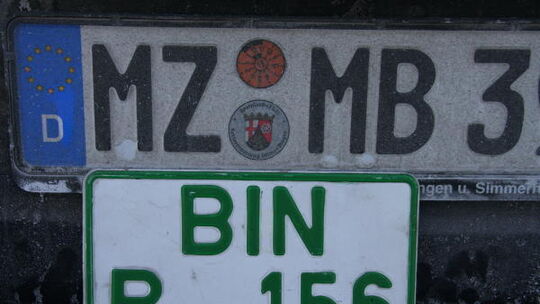 D MZ MB 3
ngen u. Simmer
BIN
R 156